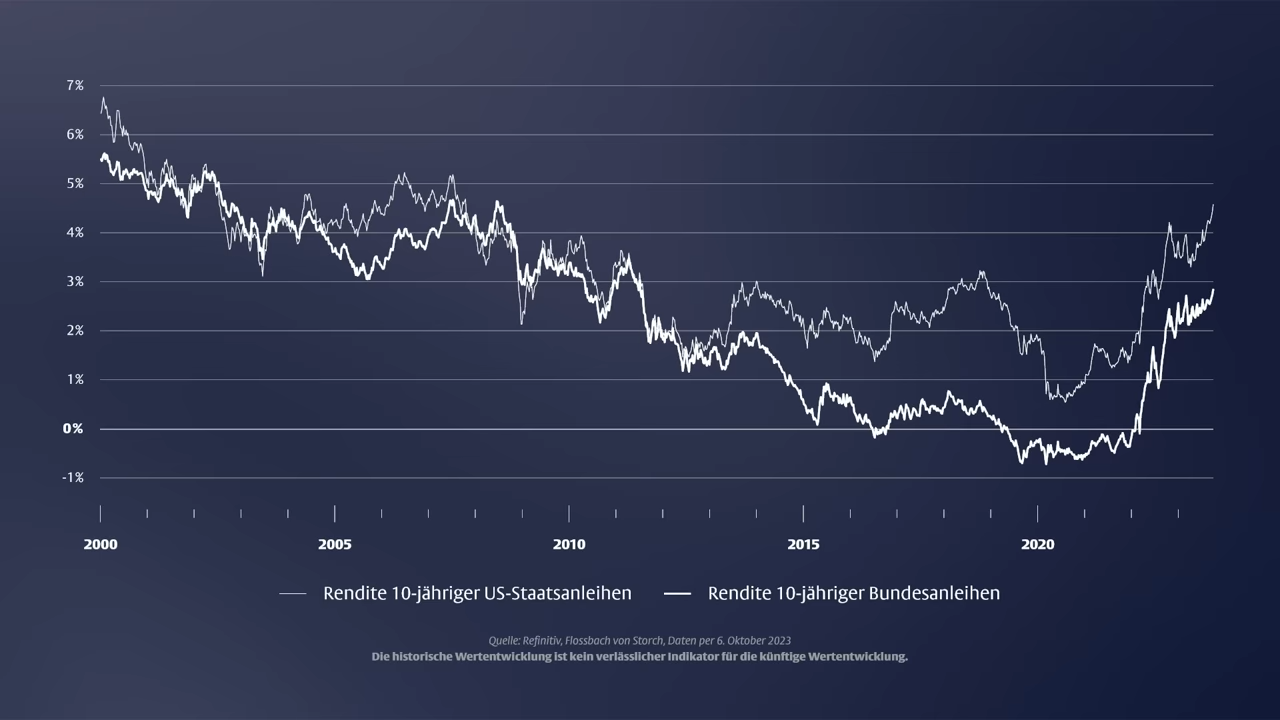 7%
6%
5%
4%
3%
2%
1%
0%
-1%
2000 2005 2010 2015 2020
Rendite 10-jähriger US-Staatsanleihen Rendite 10-jähriger Bundesanleihen
Quelle: Refinitiv, Flossbach von Storch, Daten per 6. Oktober 2023
Die historische Wertentwicklung ist kein verlässlicher Indikator für die künftige Wertentwicklung.